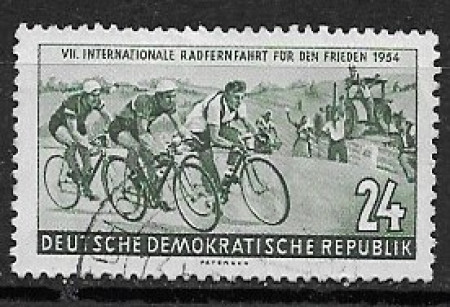 VII. INTERNATIONALE RADFERNFAHRT FÜR DEN FRIEDEN 1954
24
DEUTSCHE DEMOKRATISCHE REPUBLIK